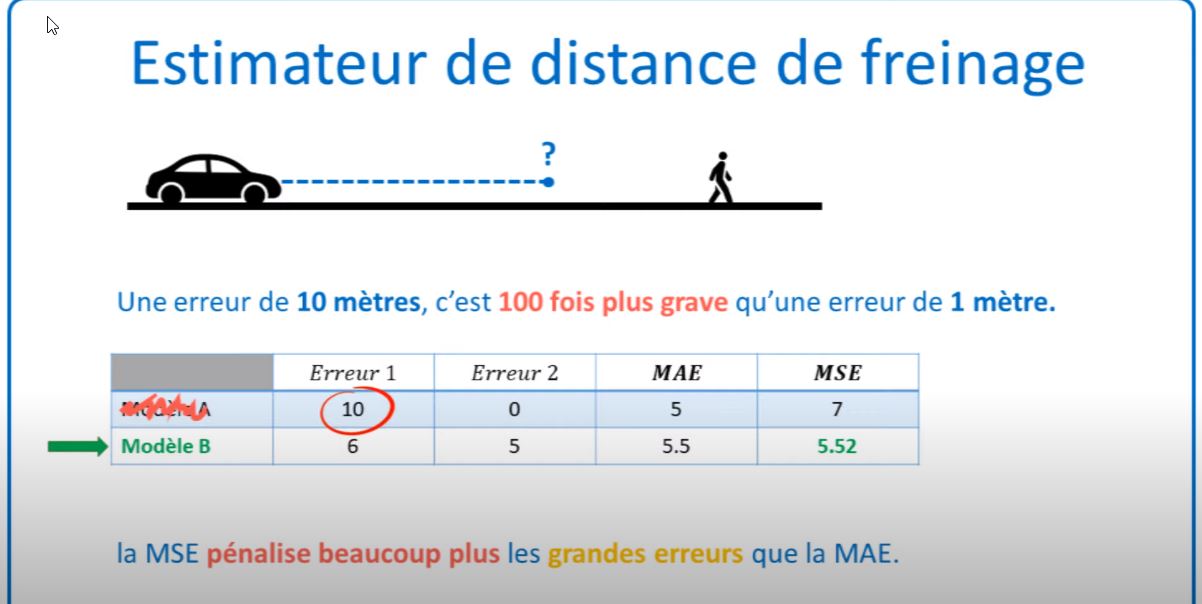 Estimateur de distance de freinage
?
Une erreur de 10 mètres, c'est 100 fois plus grave qu'une erreur de 1 mètre.
Erreur 1 Erreur 2 MAE MSE
Modèle A 10 0 5 7
Modèle B 6 5 5.5 5.52
la MSE pénalise beaucoup plus les grandes erreurs que la MAE.